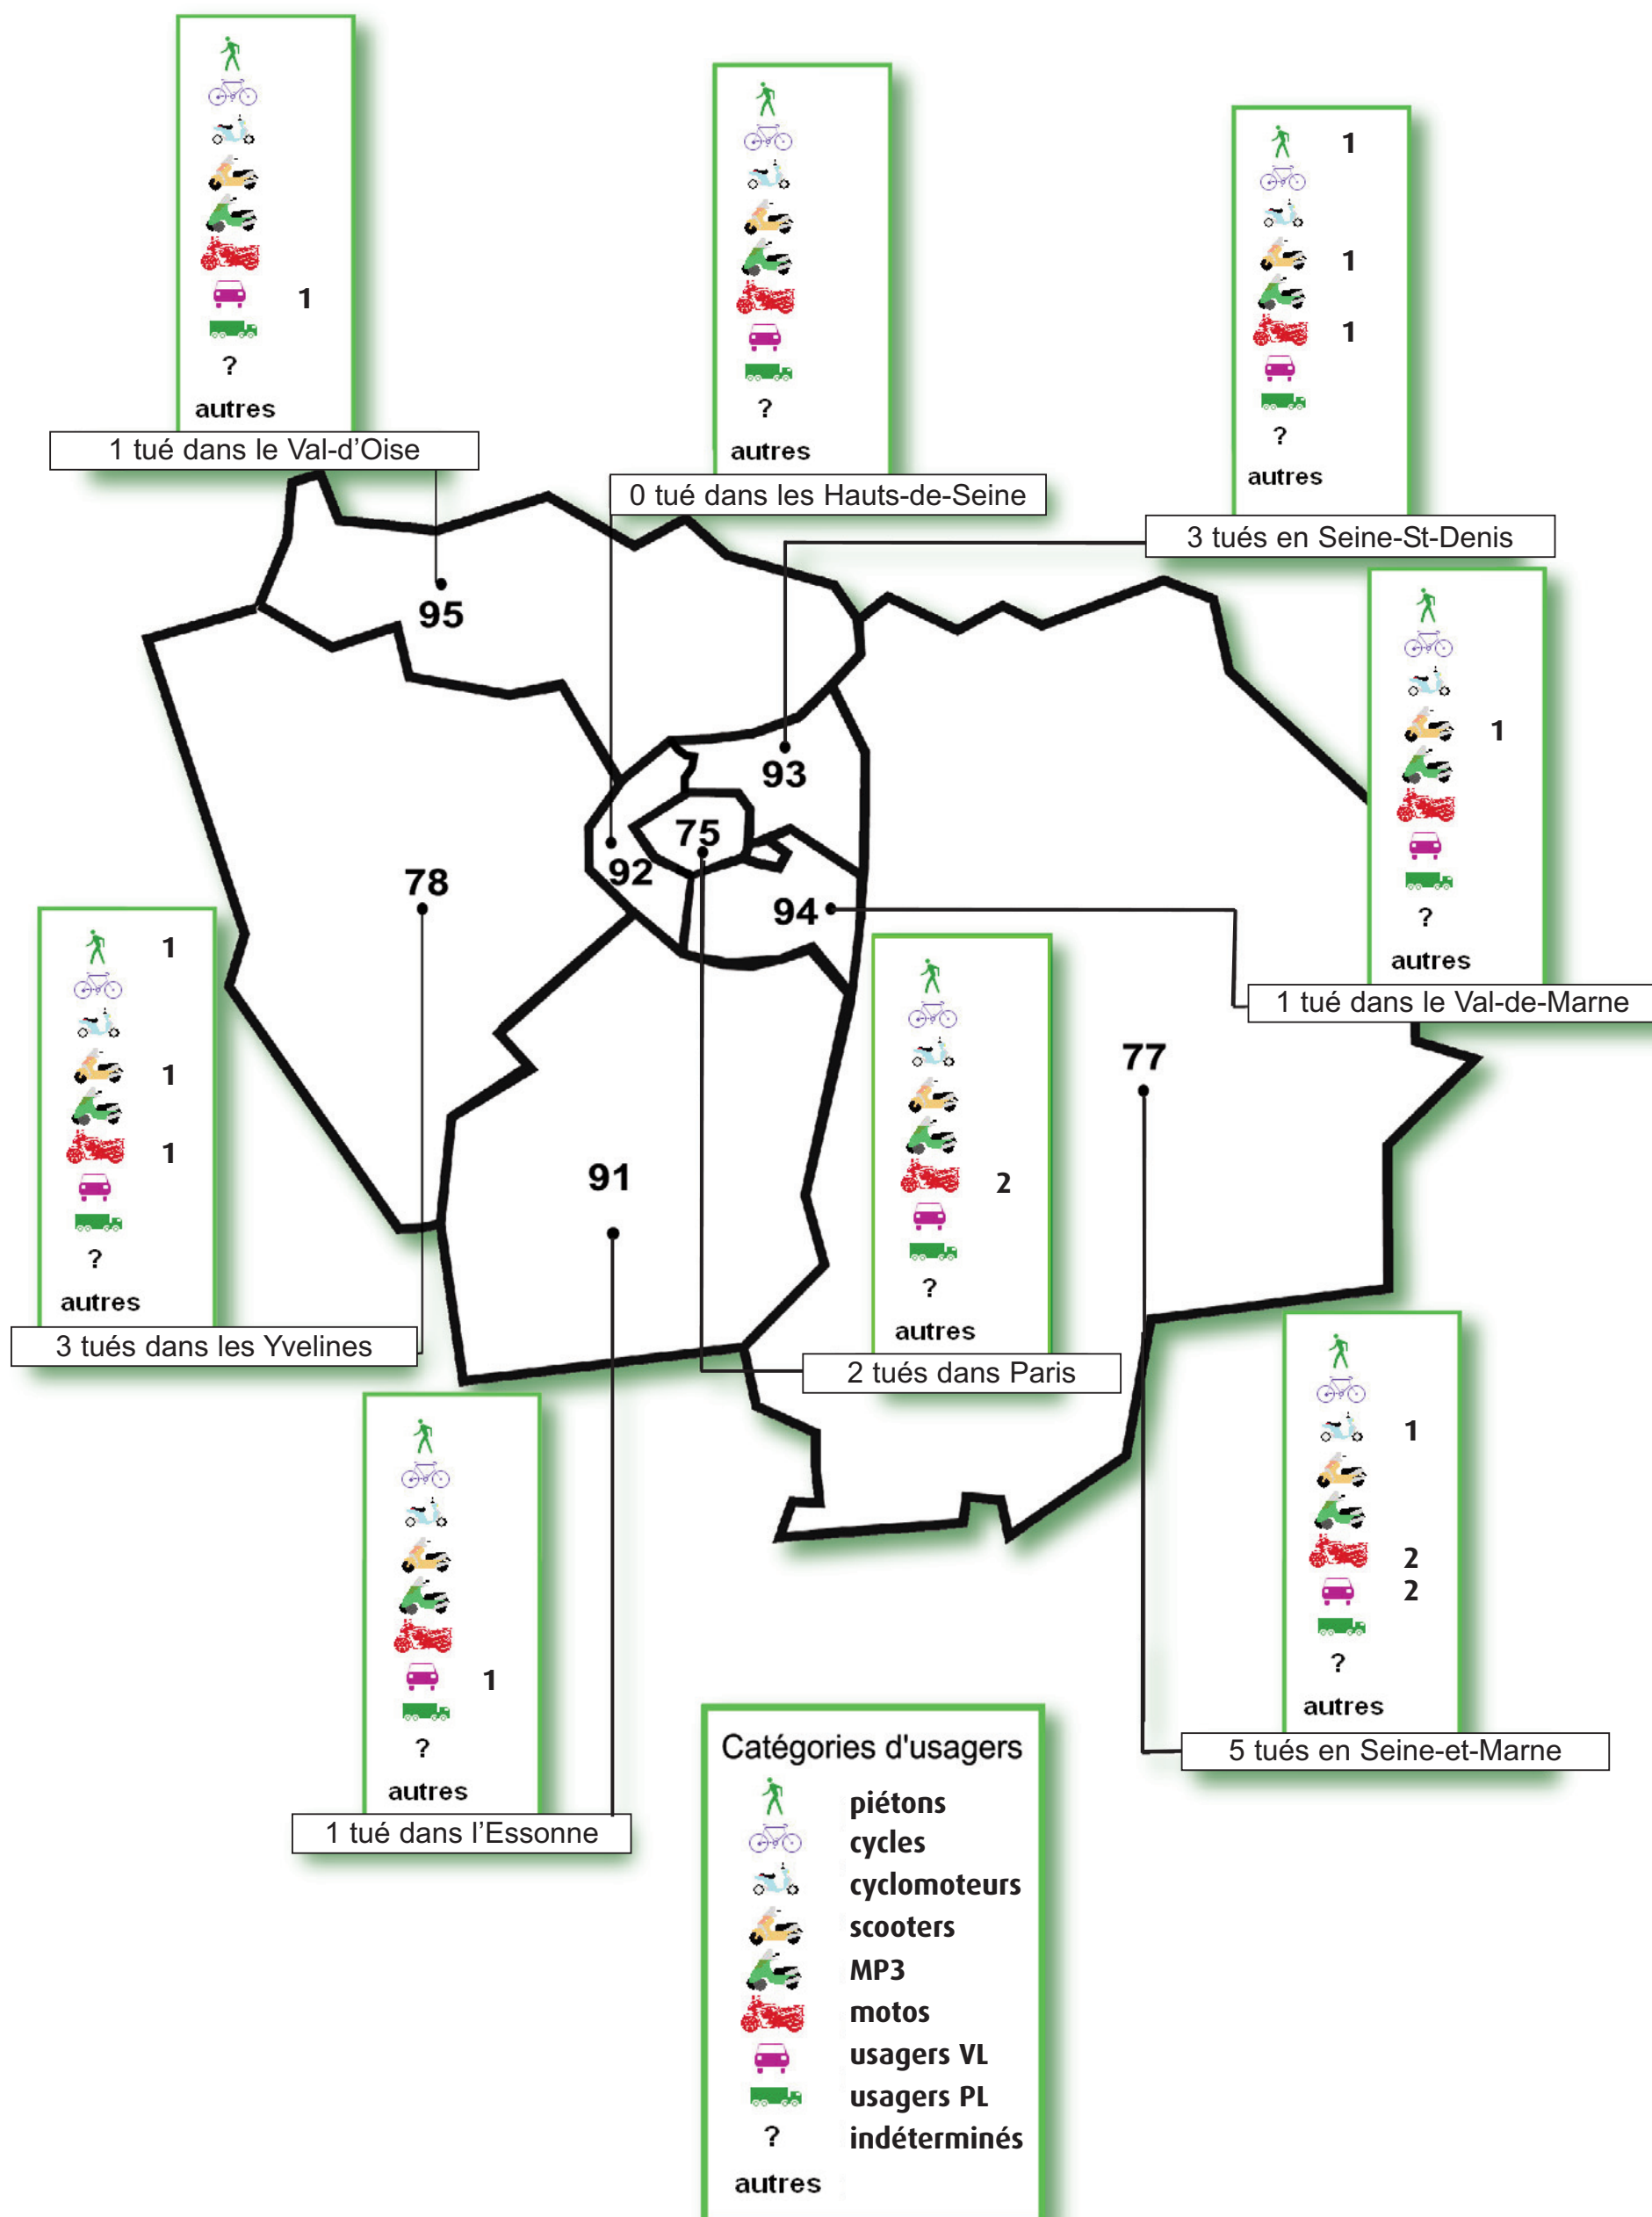 ?
autres
1
1 tué dans le Val-d'Oise
?
autres
0 tué dans les Hauts-de-Seine
1
1
1
?
autres
3 tués en Seine-St-Denis
1
?
autres
1 tué dans le Val-de-Marne
95
93
75
92
78
94
77
91
1
1
1
?
autres
3 tués dans les Yvelines
2
?
autres
2 tués dans Paris
1
2
2
?
autres
5 tués en Seine-et-Marne
1
?
autres
1 tué dans l'Essonne
Catégories d'usagers
piétons
cycles
cyclomoteurs
scooters
MP3
motos
usagers VL
usagers PL
? indéterminés
autres